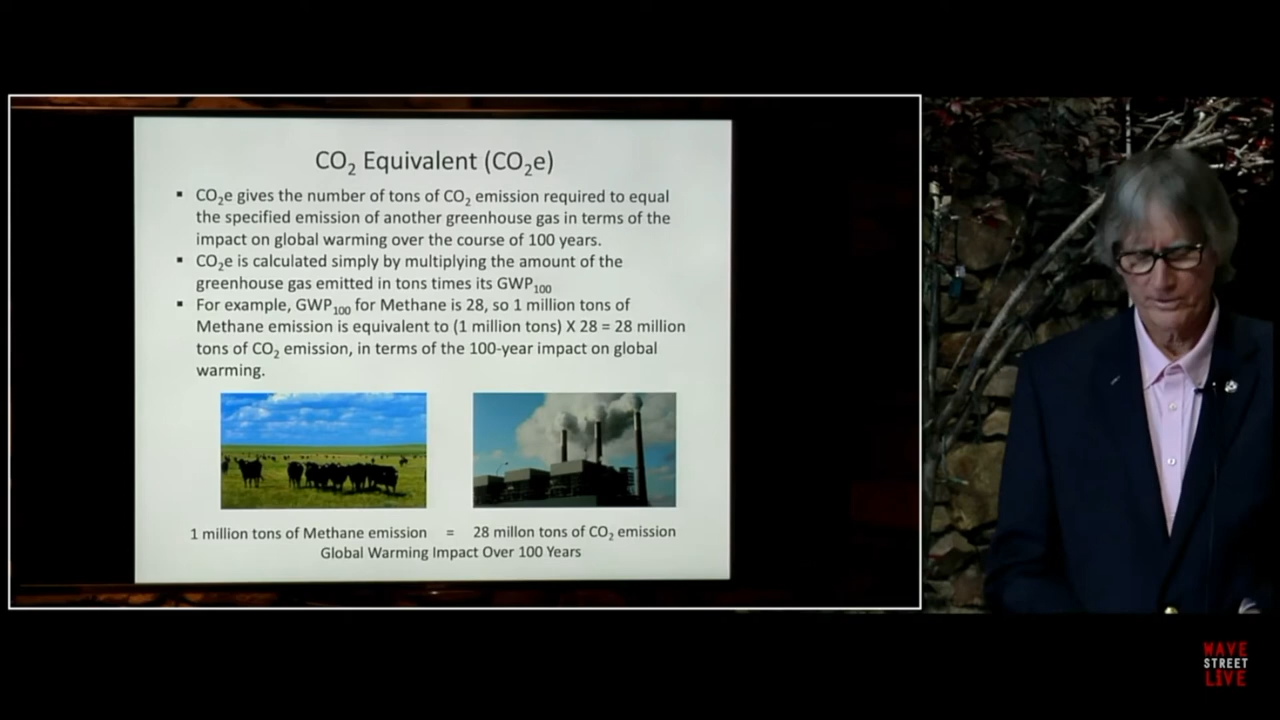 CO₂ Equivalent (CO₂e)
▪ CO₂e gives the number of tons of CO₂ emission required to equal
the specified emission of another greenhouse gas in terms of the
impact on global warming over the course of 100 years.
▪ CO₂e is calculated simply by multiplying the amount of the
greenhouse gas emitted in tons times its GWP₁₀₀
▪ For example, GWP₁₀₀ for Methane is 28, so 1 million tons of
Methane emission is equivalent to (1 million tons) X 28 = 28 million
tons of CO₂ emission, in terms of the 100-year impact on global
warming.
1 million tons of Methane emission = 28 millon tons of CO₂ emission
Global Warming Impact Over 100 Years
WAVE
STREET
LiVE